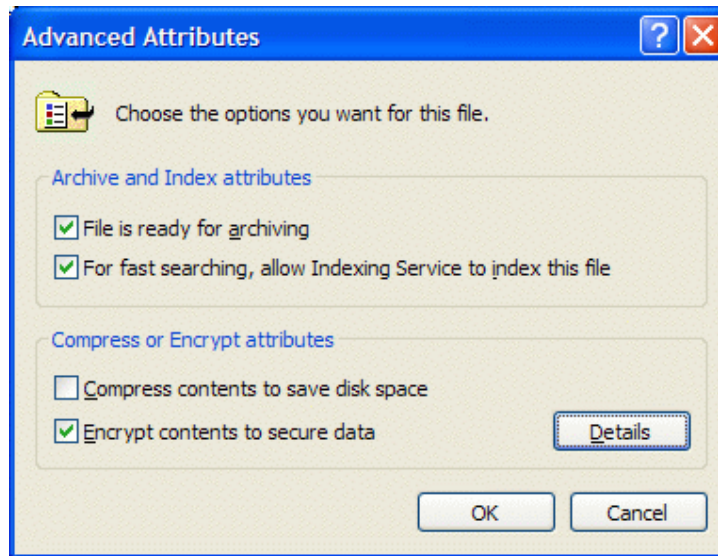 Advanced Attributes
Choose the options you want for this file.
Archive and Index attributes
File is ready for archiving
For fast searching, allow Indexing Service to index this file
Compress or Encrypt attributes
Compress contents to save disk space
Encrypt contents to secure data
Details
OK
Cancel